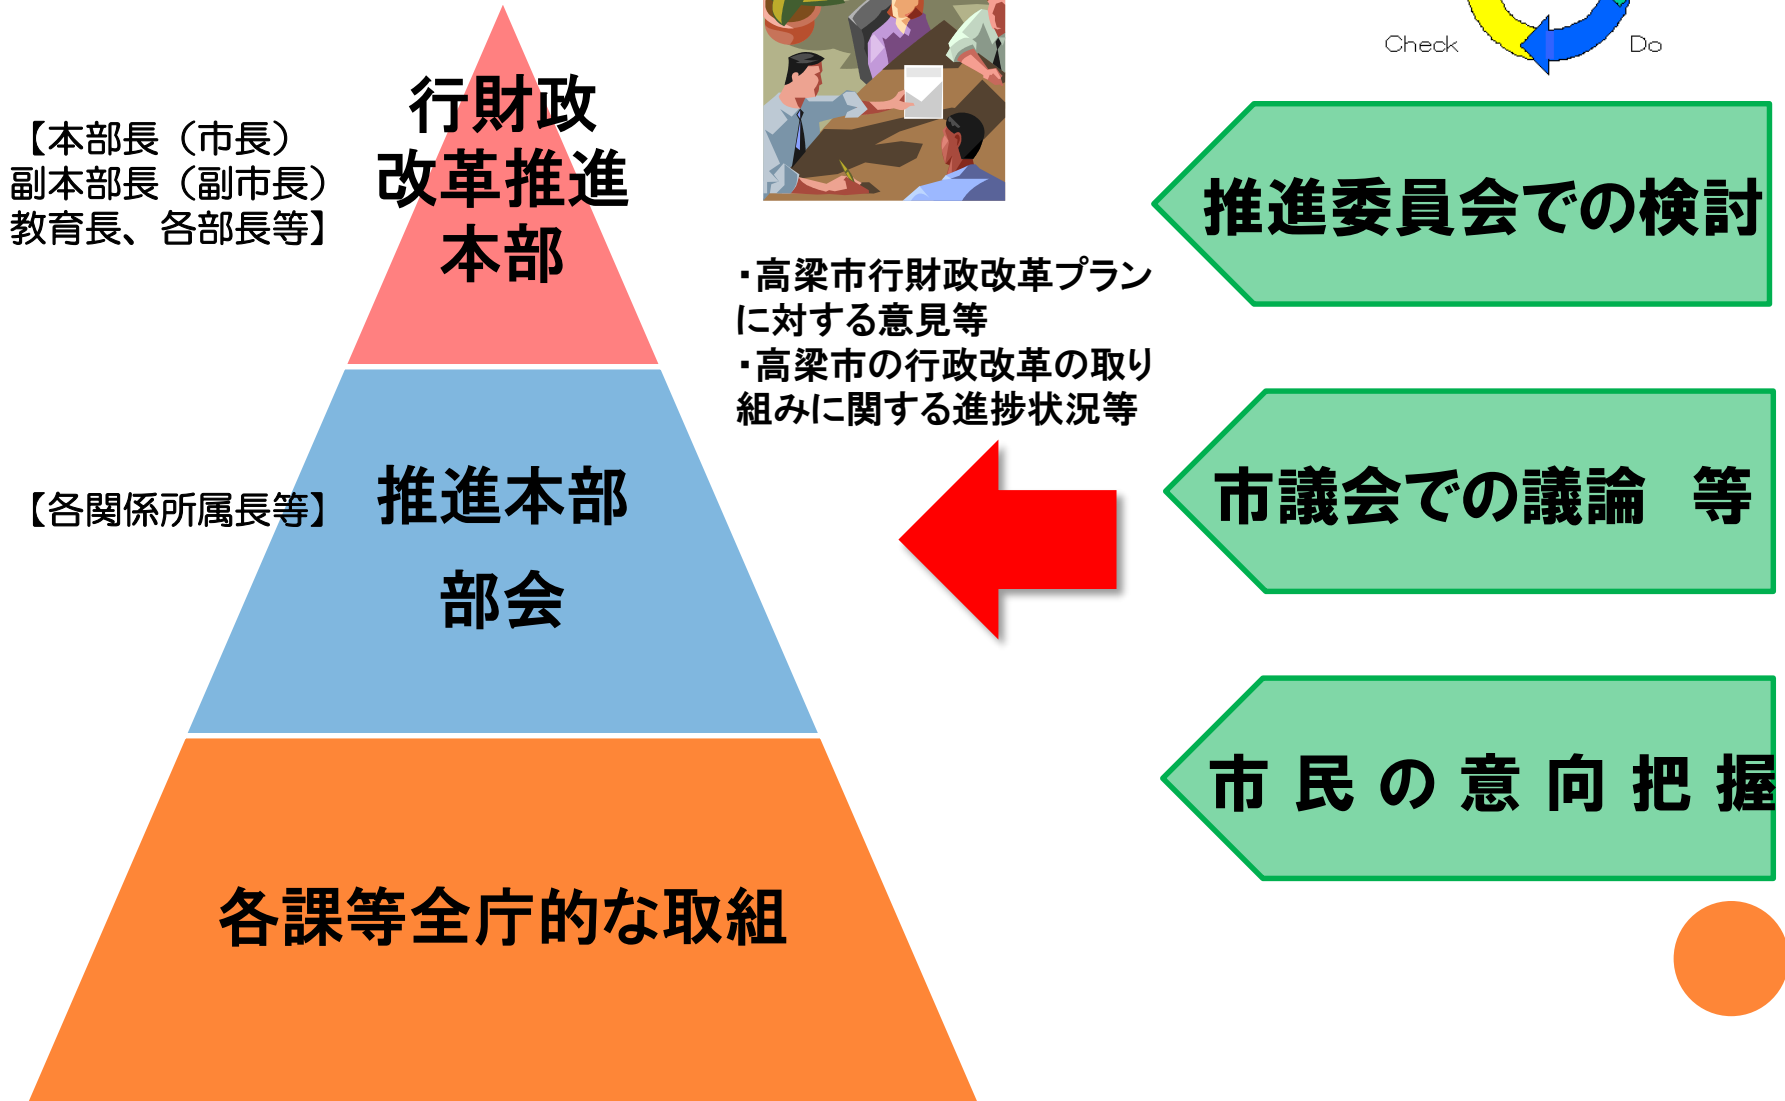 行財政
改革推進
本部
【本部長（市長）
副本部長（副市長）
教育長、各部長等】
推進本部
部会
【各関係所属長等】
各課等全庁的な取組
・高梁市行財政改革プラン
に対する意見等
・高梁市の行政改革の取り
組みに関する進捗状況等
Check
Do
推進委員会での検討
市議会での議論　等
市 民 の 意 向 把 握